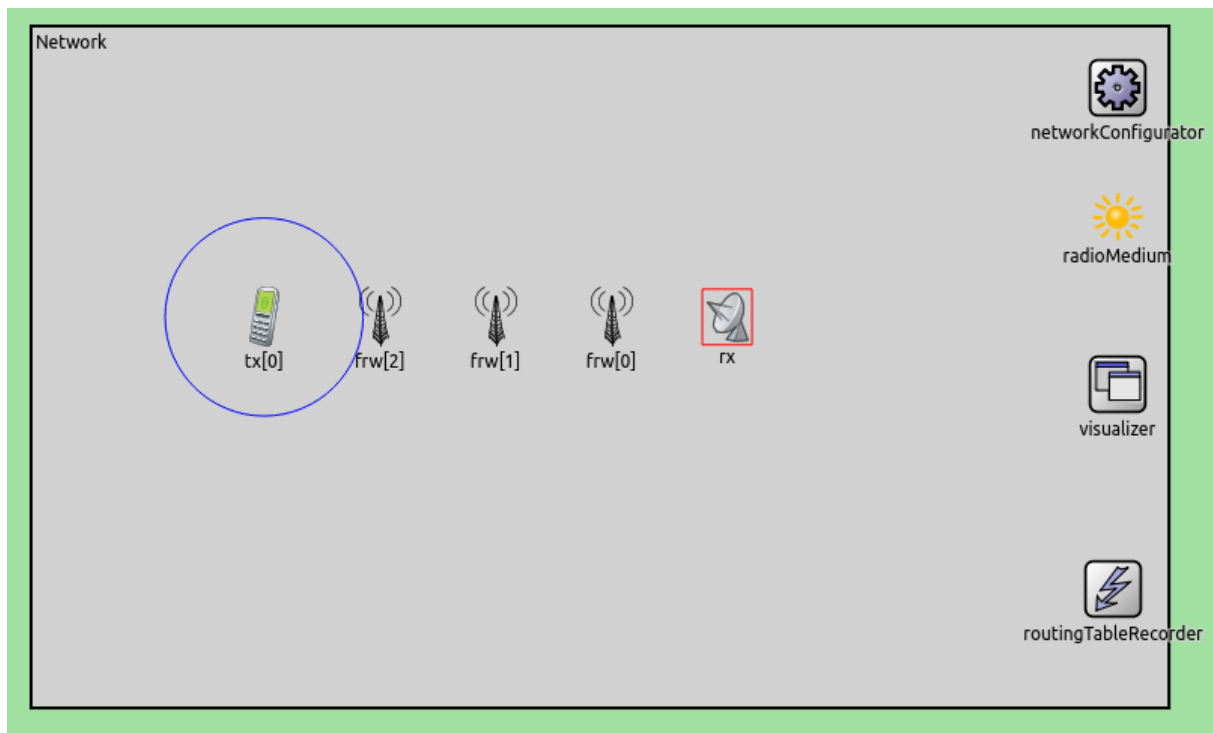 Network
networkConfigurator
radioMedium
tx[0]
frw[2]
frw[1]
frw[0]
rx
visualizer
routingTableRecorder